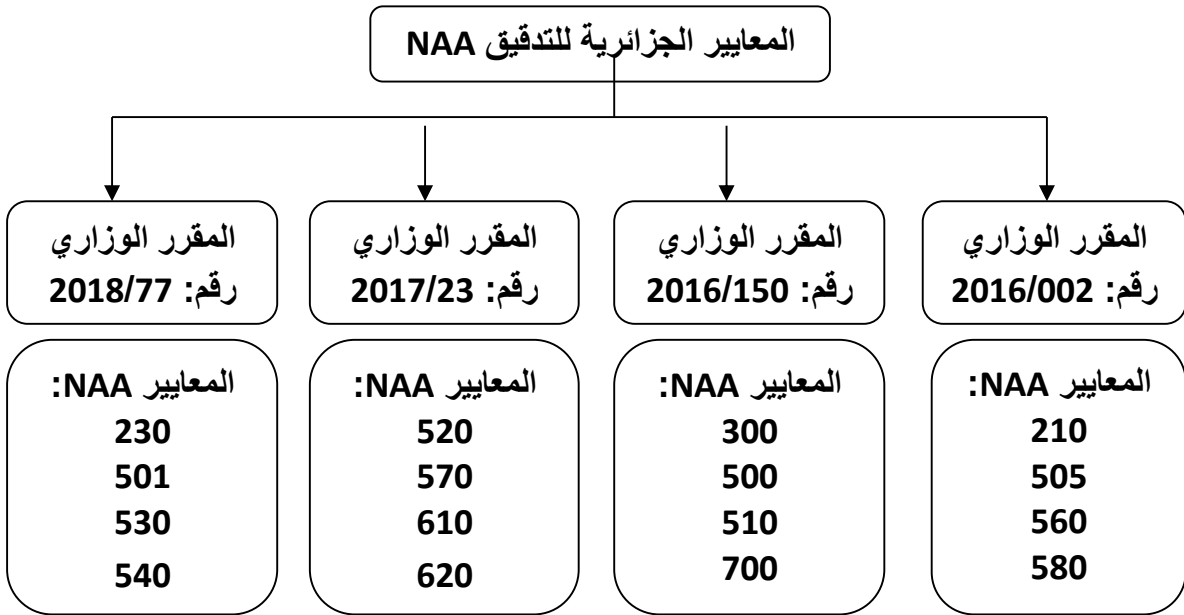 المعايير الجزائرية للتدقيق NAA
المقرر الوزاري
رقم: 2016/002
المقرر الوزاري
رقم: 2016/150
المقرر الوزاري
رقم: 2017/23
المقرر الوزاري
رقم: 2018/77
المعايير NAA:
210
505
560
580
المعايير NAA:
300
500
510
700
المعايير NAA:
520
570
610
620
المعايير NAA:
230
501
530
540